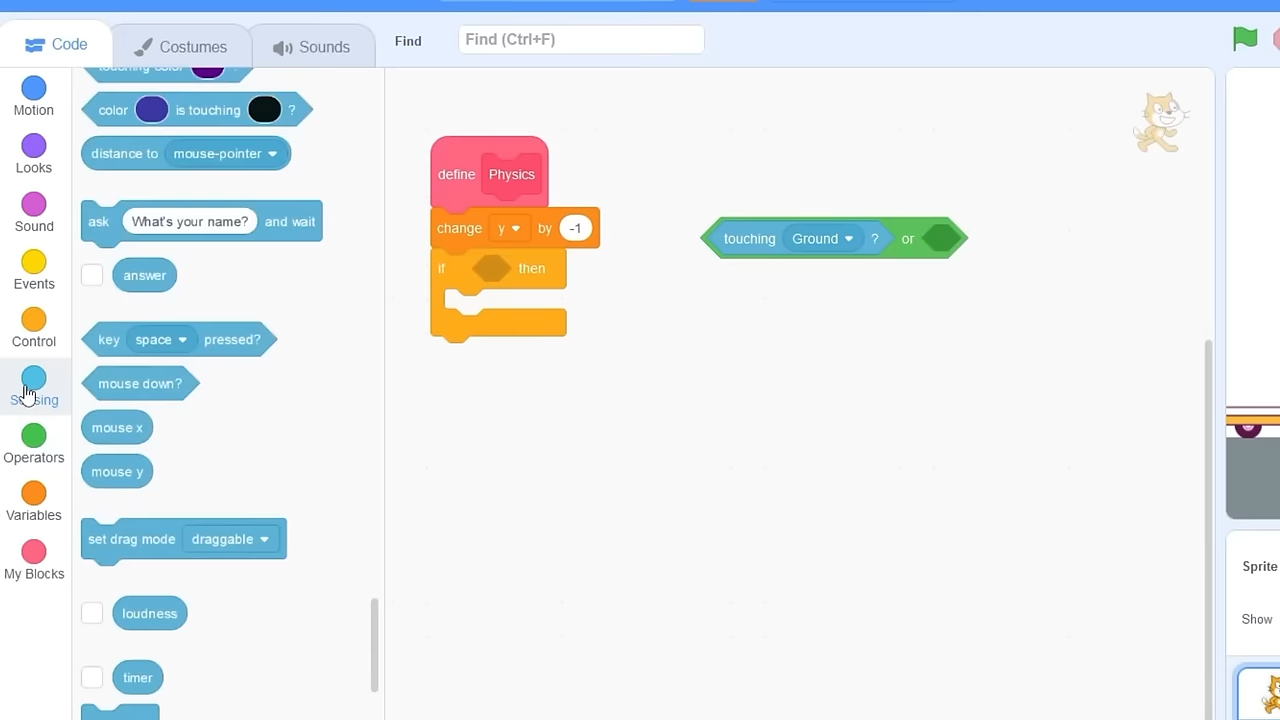 Code
Costumes
Sounds
Find
Find (Ctrl+F)
Motion
Looks
Sound
Events
Control
Operators
Variables
My Blocks
touching color ?
color is touching ?
distance to mouse-pointer
ask What's your name? and wait
answer
key space pressed?
mouse down?
mouse x
mouse y
set drag mode draggable
loudness
timer
define Physics
change y by -1
if then
touching Ground ? or
Sprite
Show